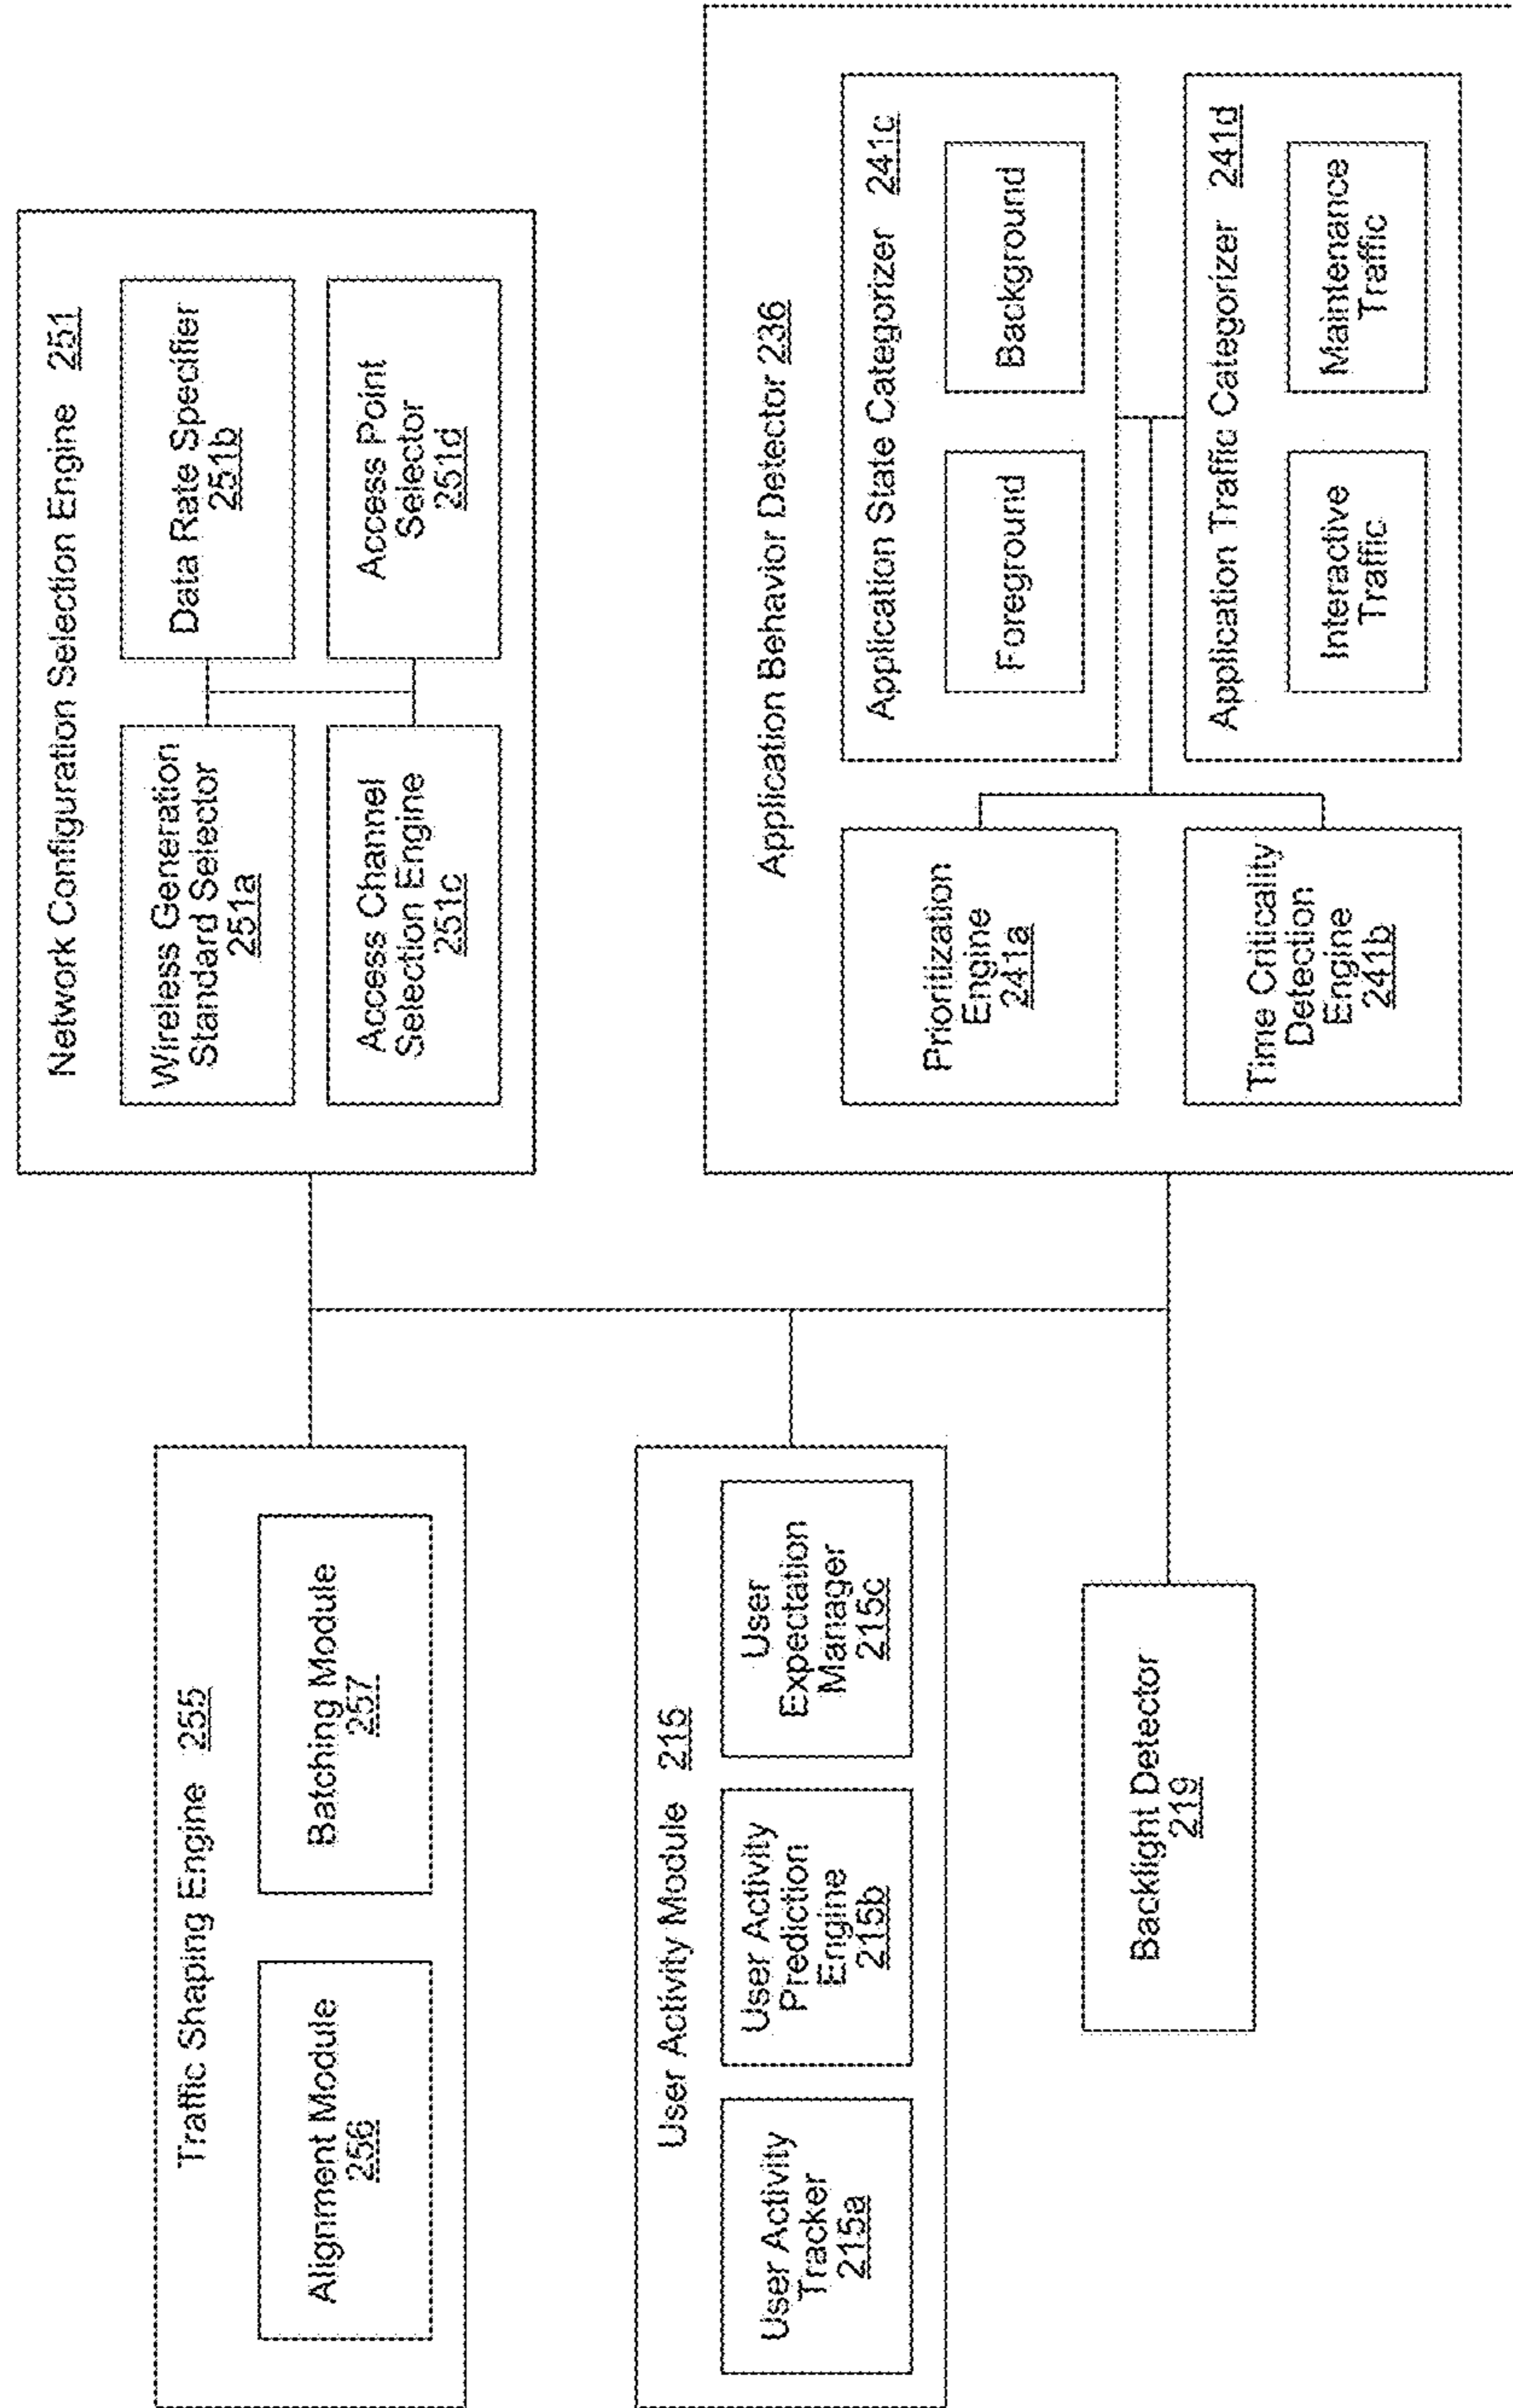 Traffic Shaping Engine 255
Alignment Module
256
Batching Module
257
User Activity Module 215
User Activity
Tracker
215a
User Activity
Prediction
Engine
215b
User
Expectation
Manager
215c
Backlight Detector
219
Network Configuration Selection Engine 251
Wireless Generation
Standard Selector
251a
Data Rate Specifier
251b
Access Channel
Selection Engine
251c
Access Point
Selector
251d
Application Behavior Detector 236
Prioritization
Engine
241a
Time Criticality
Detection
Engine
241b
Application State Categorizer 241c
Foreground
Background
Application Traffic Categorizer 241d
Interactive
Traffic
Maintenance
Traffic